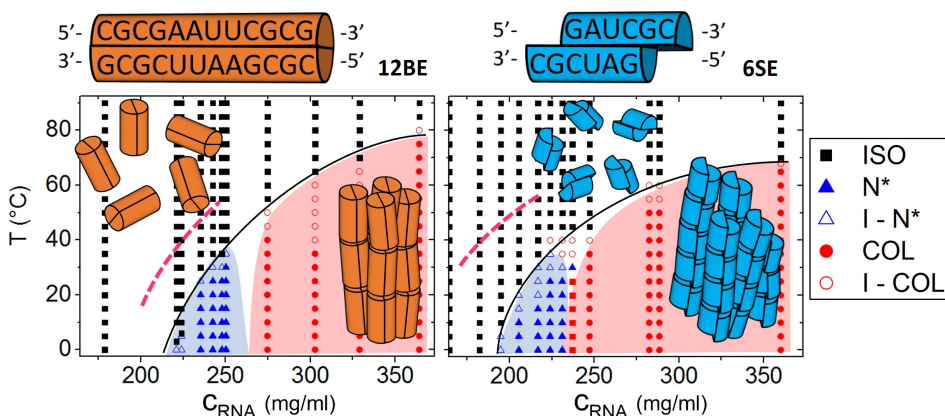 5'- CGCGAAUUCGCG -3'
3'- GCGCUUAAGCGC -5'
12BE
5'- GAUCGC -3'
3'- CGCUAG -5'
6SE
T (°C)
80
60
40
20
0
200
250
300
350
C_RNA (mg/ml)
200
250
300
350
C_RNA (mg/ml)
ISO
N*
I - N*
COL
I - COL